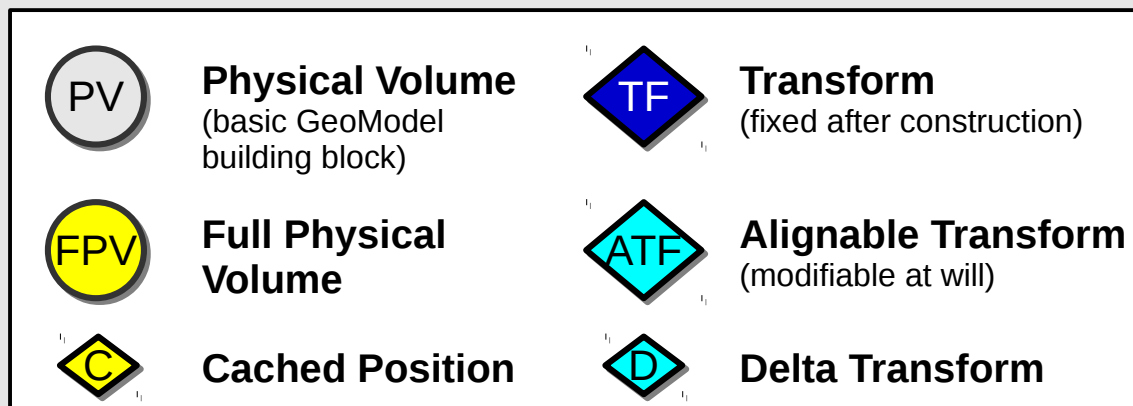 PV
Physical Volume
(basic GeoModel
building block)
TF
Transform
(fixed after construction)
FPV
Full Physical
Volume
ATF
Alignable Transform
(modifiable at will)
C
Cached Position
D
Delta Transform